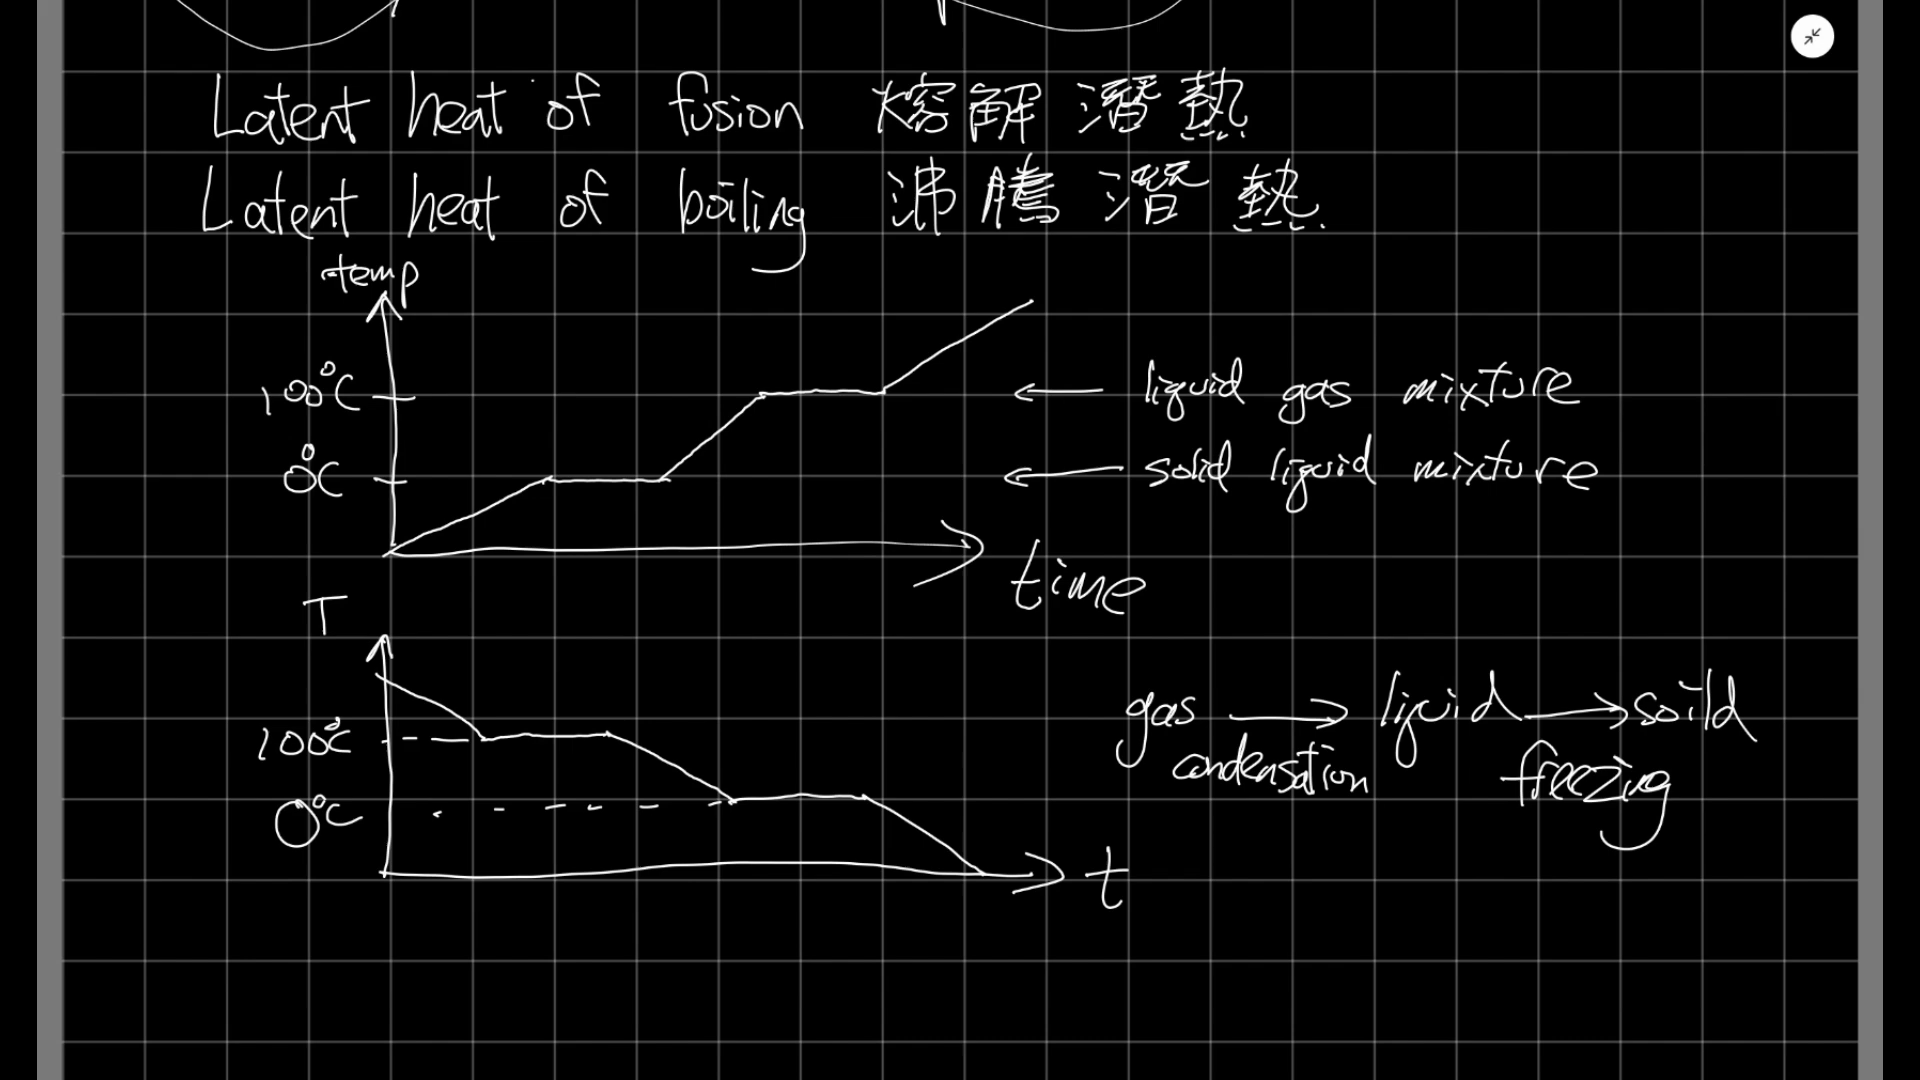 Latent heat of fusion 熔解潛熱
Latent heat of boiling 沸騰潛熱
temp
100°C
0°C
← liquid gas mixture
← solid liquid mixture
time
T
100°C
0°C
t
gas → liquid → soild
condensation freezing